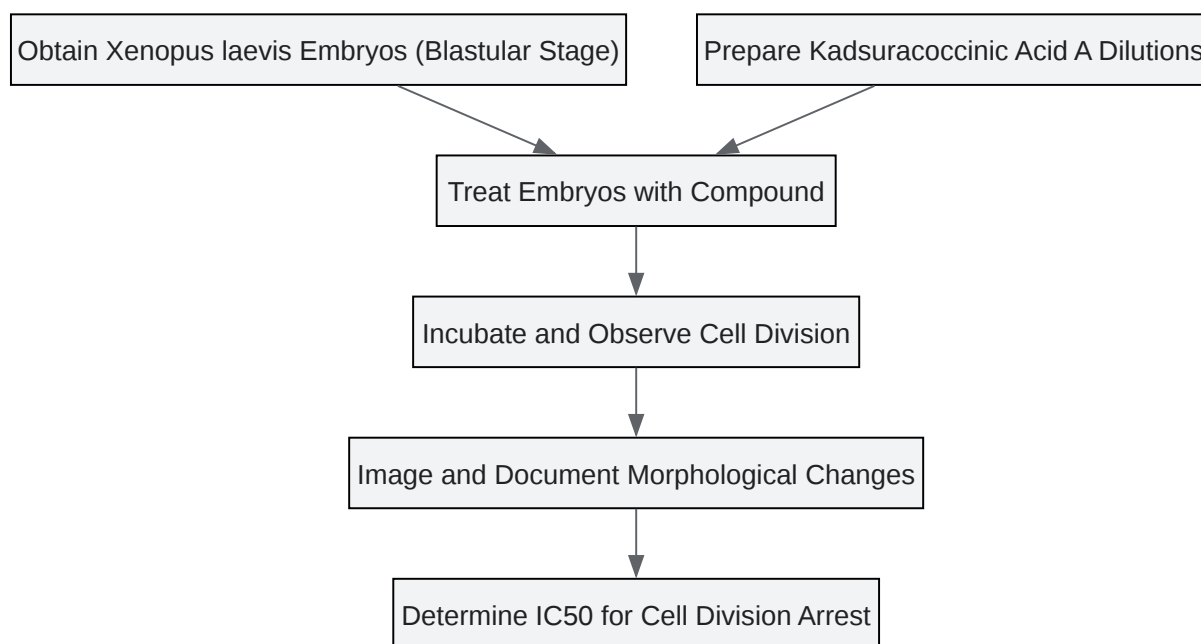 Obtain Xenopus laevis Embryos (Blastular Stage)
Prepare Kadsuracoccinic Acid A Dilutions
Treat Embryos with Compound
Incubate and Observe Cell Division
Image and Document Morphological Changes
Determine IC50 for Cell Division Arrest